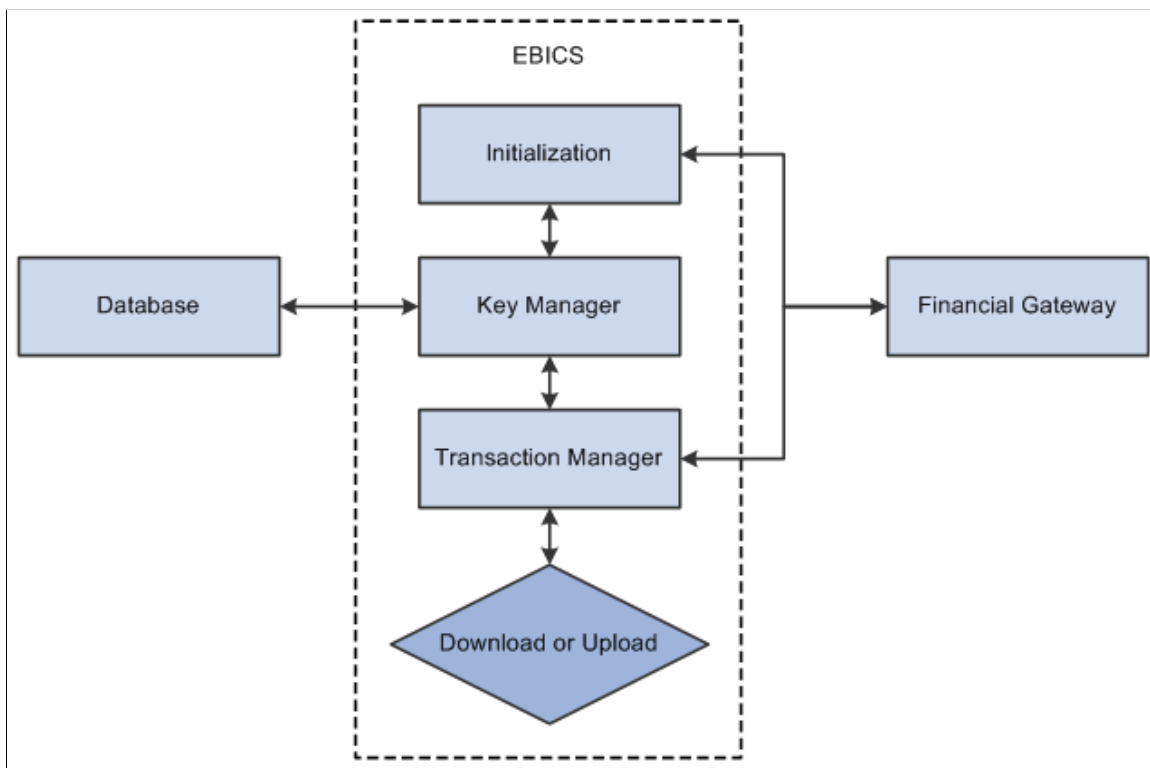 EBICS
Initialization
Database
Key Manager
Financial Gateway
Transaction Manager
Download or Upload